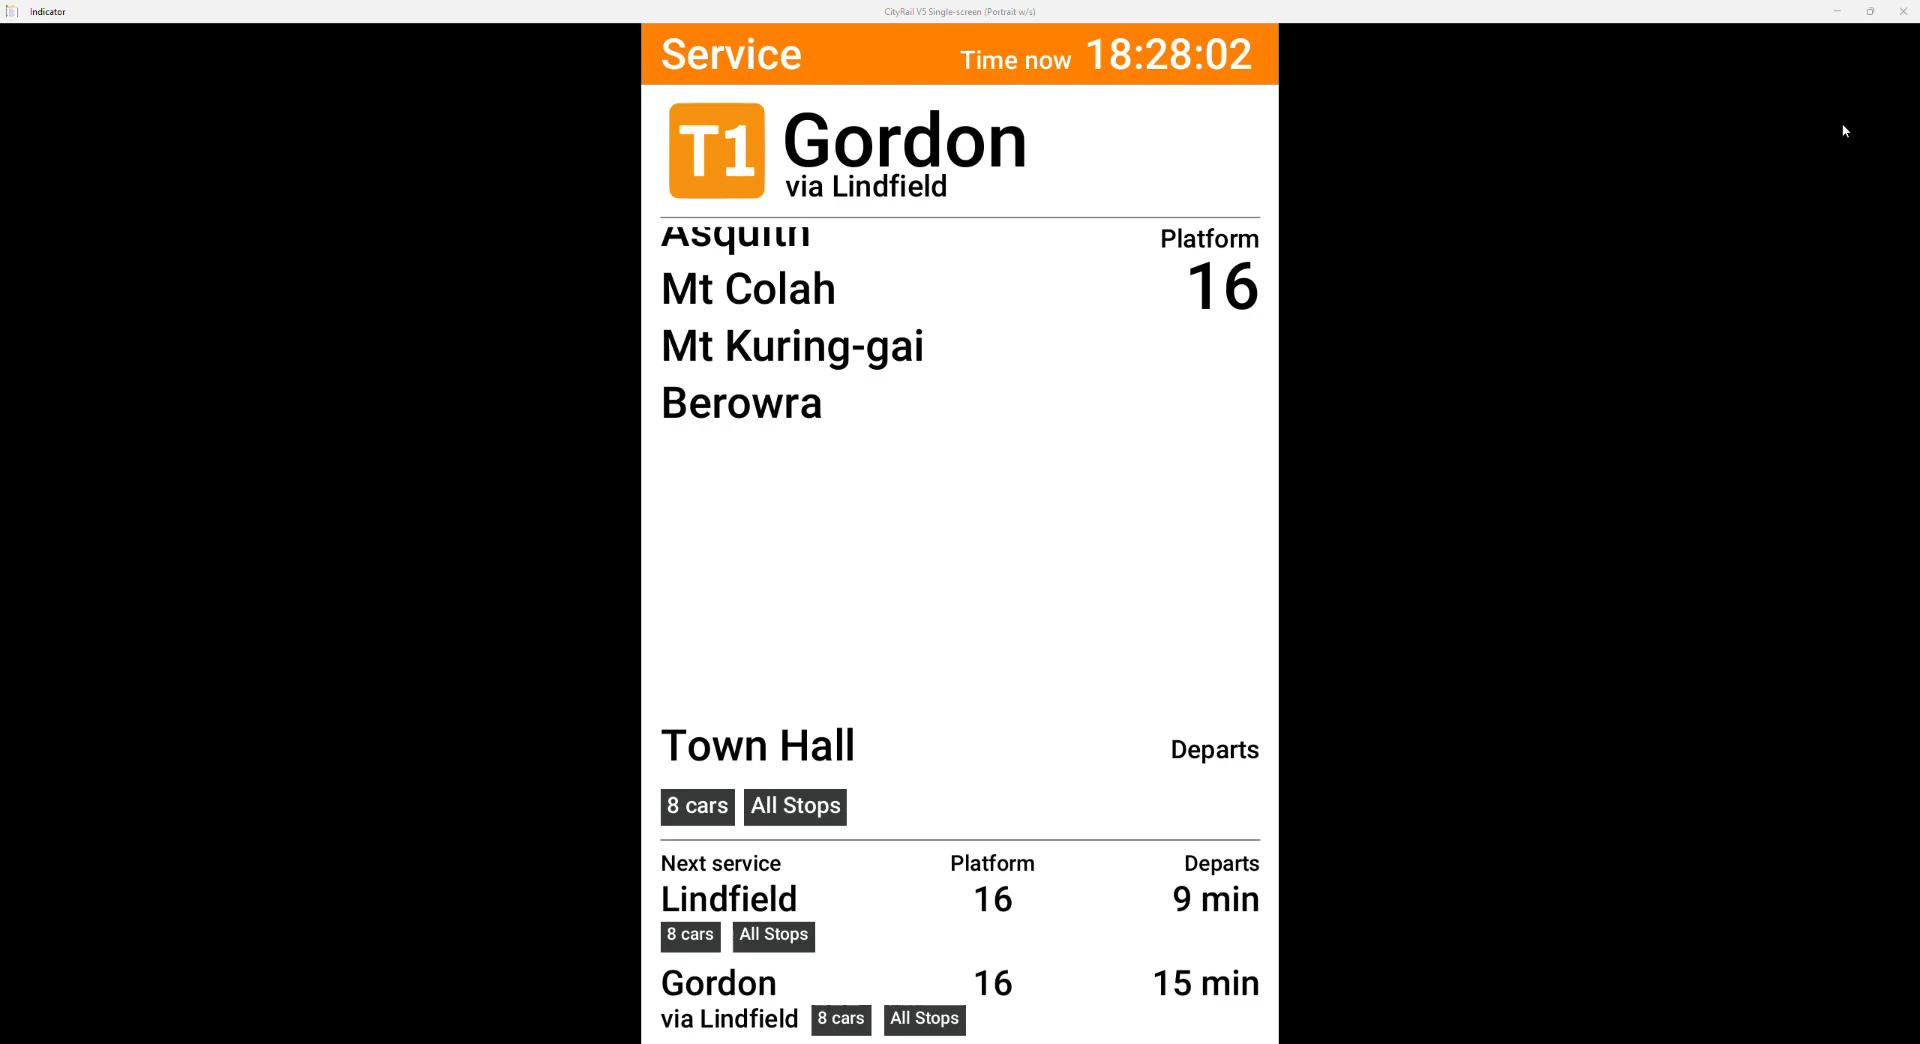 Indicator
CityRail V5 Single-screen (Portrait w/s)
Service Time now 18:28:02
T1 Gordon
via Lindfield
Asquith Platform
Mt Colah 16
Mt Kuring-gai
Berowra
Town Hall Departs
8 cars All Stops
Next service Platform Departs
Lindfield 16 9 min
8 cars All Stops
Gordon 16 15 min
via Lindfield 8 cars All Stops